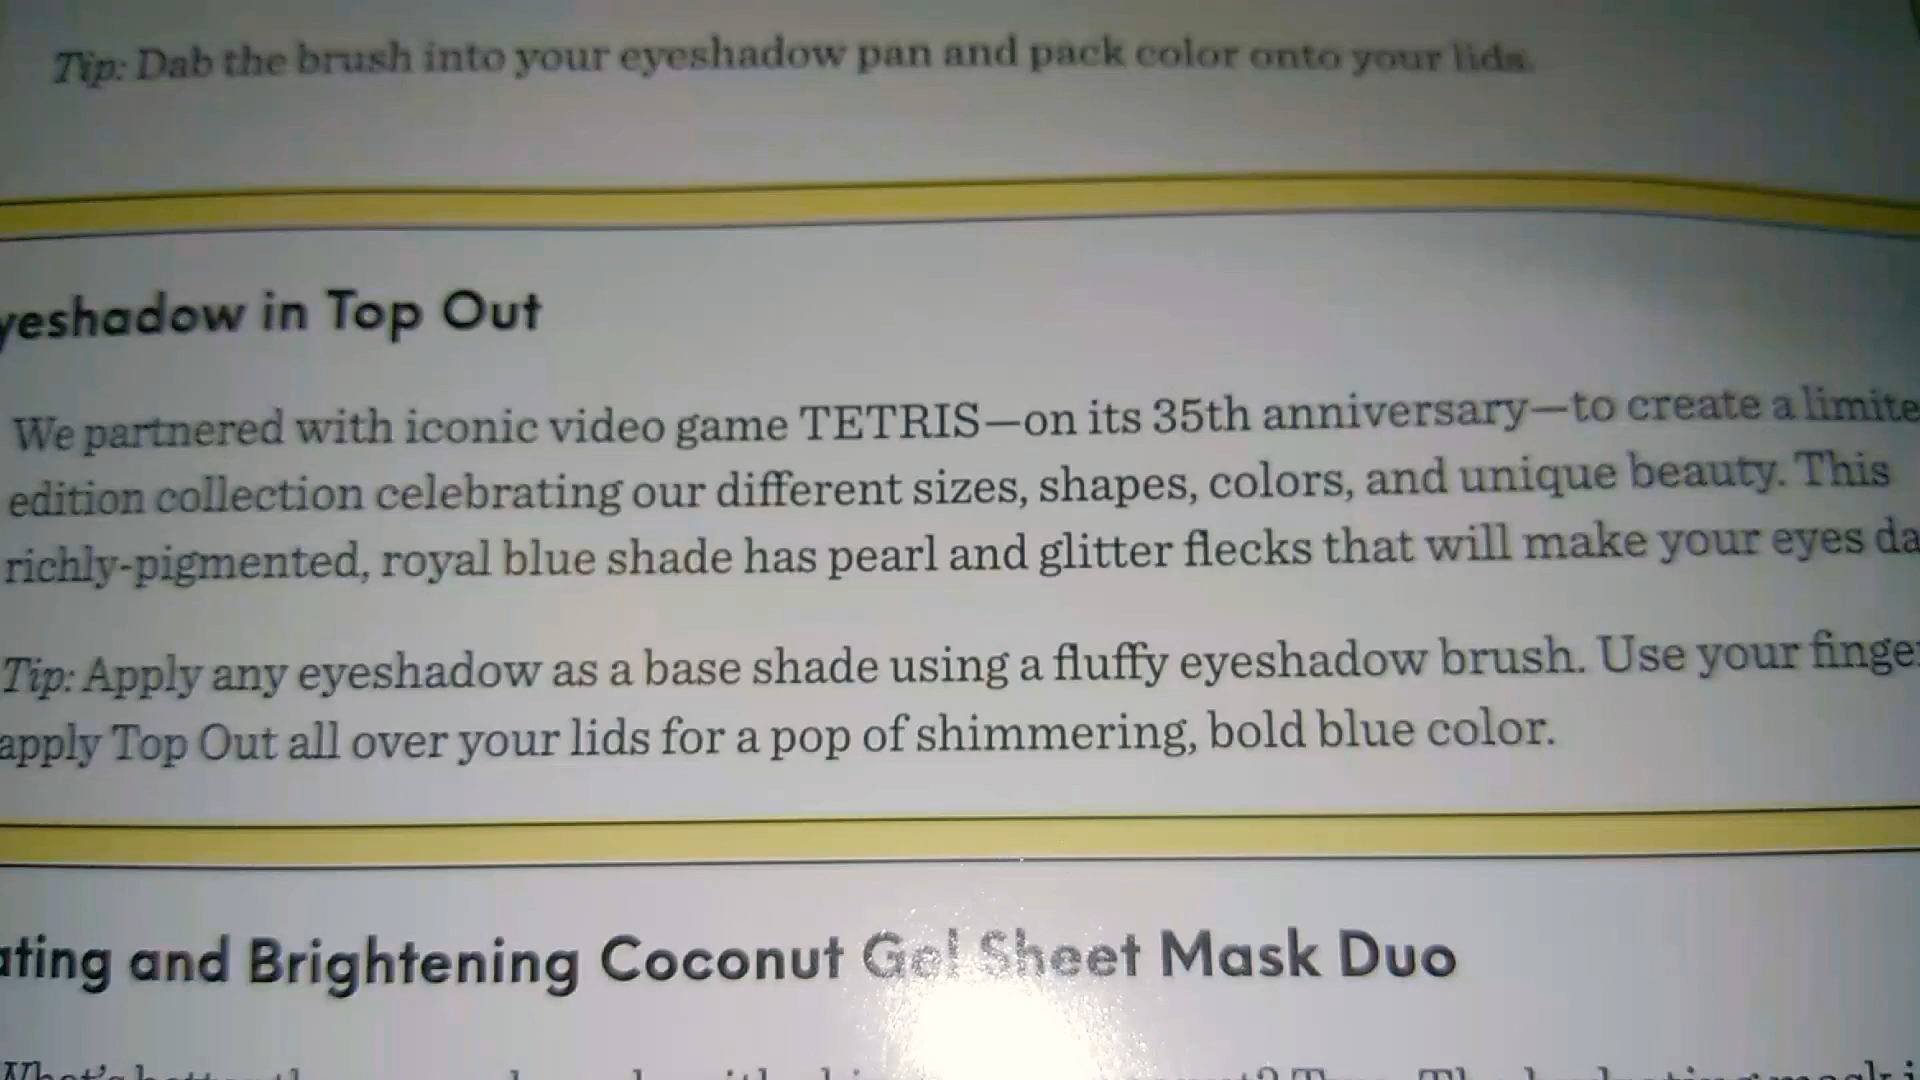 Tip: Dab the brush into your eyeshadow pan and pack color onto your lids.
yeshadow in Top Out
We partnered with iconic video game TETRIS—on its 35th anniversary—to create a limite
edition collection celebrating our different sizes, shapes, colors, and unique beauty. This
richly-pigmented, royal blue shade has pearl and glitter flecks that will make your eyes da
Tip: Apply any eyeshadow as a base shade using a fluffy eyeshadow brush. Use your finge
apply Top Out all over your lids for a pop of shimmering, bold blue color.
ating and Brightening Coconut Gel Sheet Mask Duo